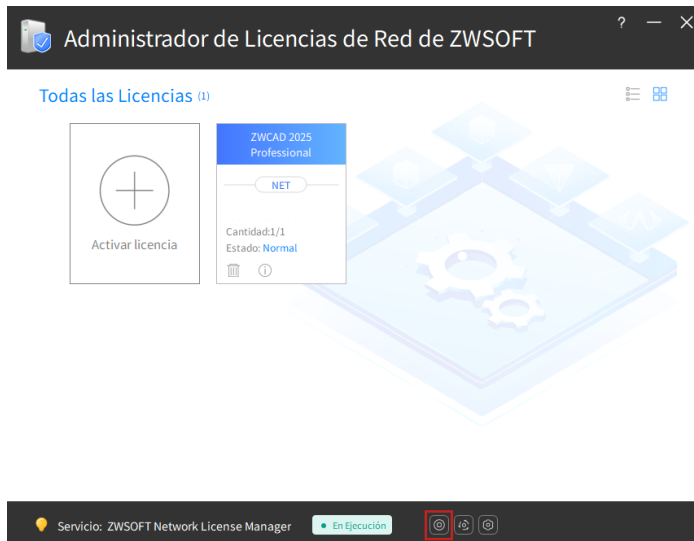 Administrador de Licencias de Red de ZWSOFT
?
Todas las Licencias (1)
ZWCAD 2025
Professional
NET
Activar licencia
Cantidad:1/1
Estado: Normal
Servicio: ZWSOFT Network License Manager
En Ejecución